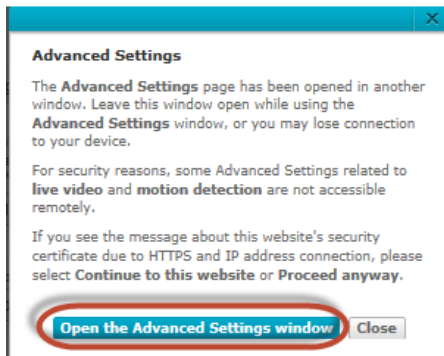 Advanced Settings
The Advanced Settings page has been opened in another
window. Leave this window open while using the
Advanced Settings window, or you may lose connection
to your device.
For security reasons, some Advanced Settings related to
live video and motion detection are not accessible
remotely.
If you see the message about this website's security
certificate due to HTTPS and IP address connection, please
select Continue to this website or Proceed anyway.
Open the Advanced Settings window Close